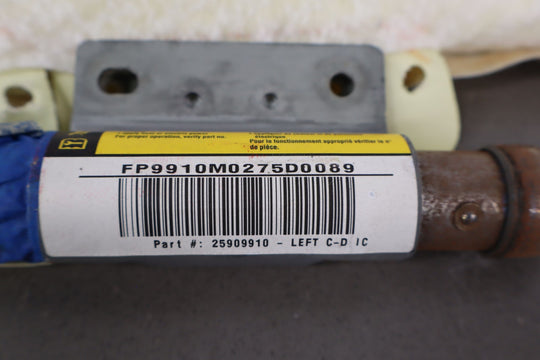 For proper operation, verify part no.
Pour le fonctionnement approprié vérifier le nº
de pièce.
FP9910M0275D0089
Part #: 25909910 - LEFT C-D IC